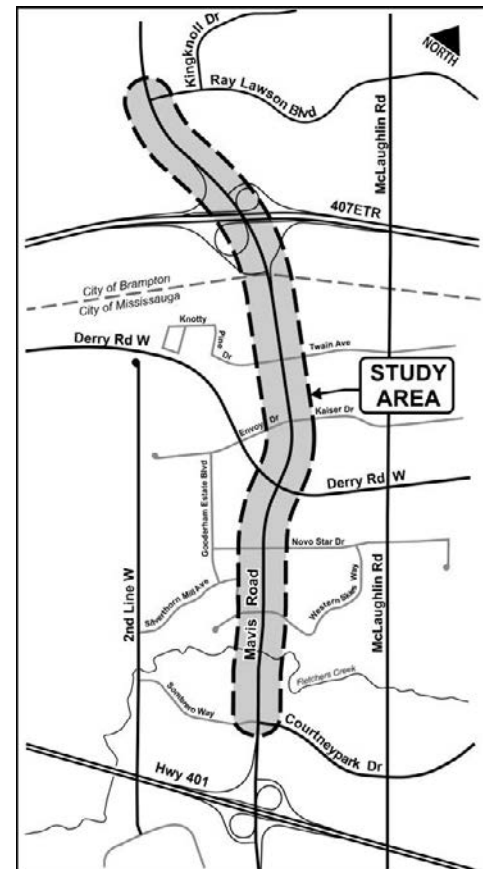 Kingknoll Dr
NORTH
Ray Lawson Blvd
McLaughlin Rd
407ETR
City of Brampton
City of Mississauga
Knotty
Pine
Dr
Derry Rd W
Twain Ave
STUDY
AREA
Envoy Dr
Kaiser Dr
Derry Rd W
Gooderham Estate Blvd
Novo Star Dr
2nd Line W
Silverthorn Mill Ave
Mavis Road
Western Skies Way
McLaughlin Rd
Fletchers Creek
Sombrero Way
Courtneypark Dr
Hwy 401